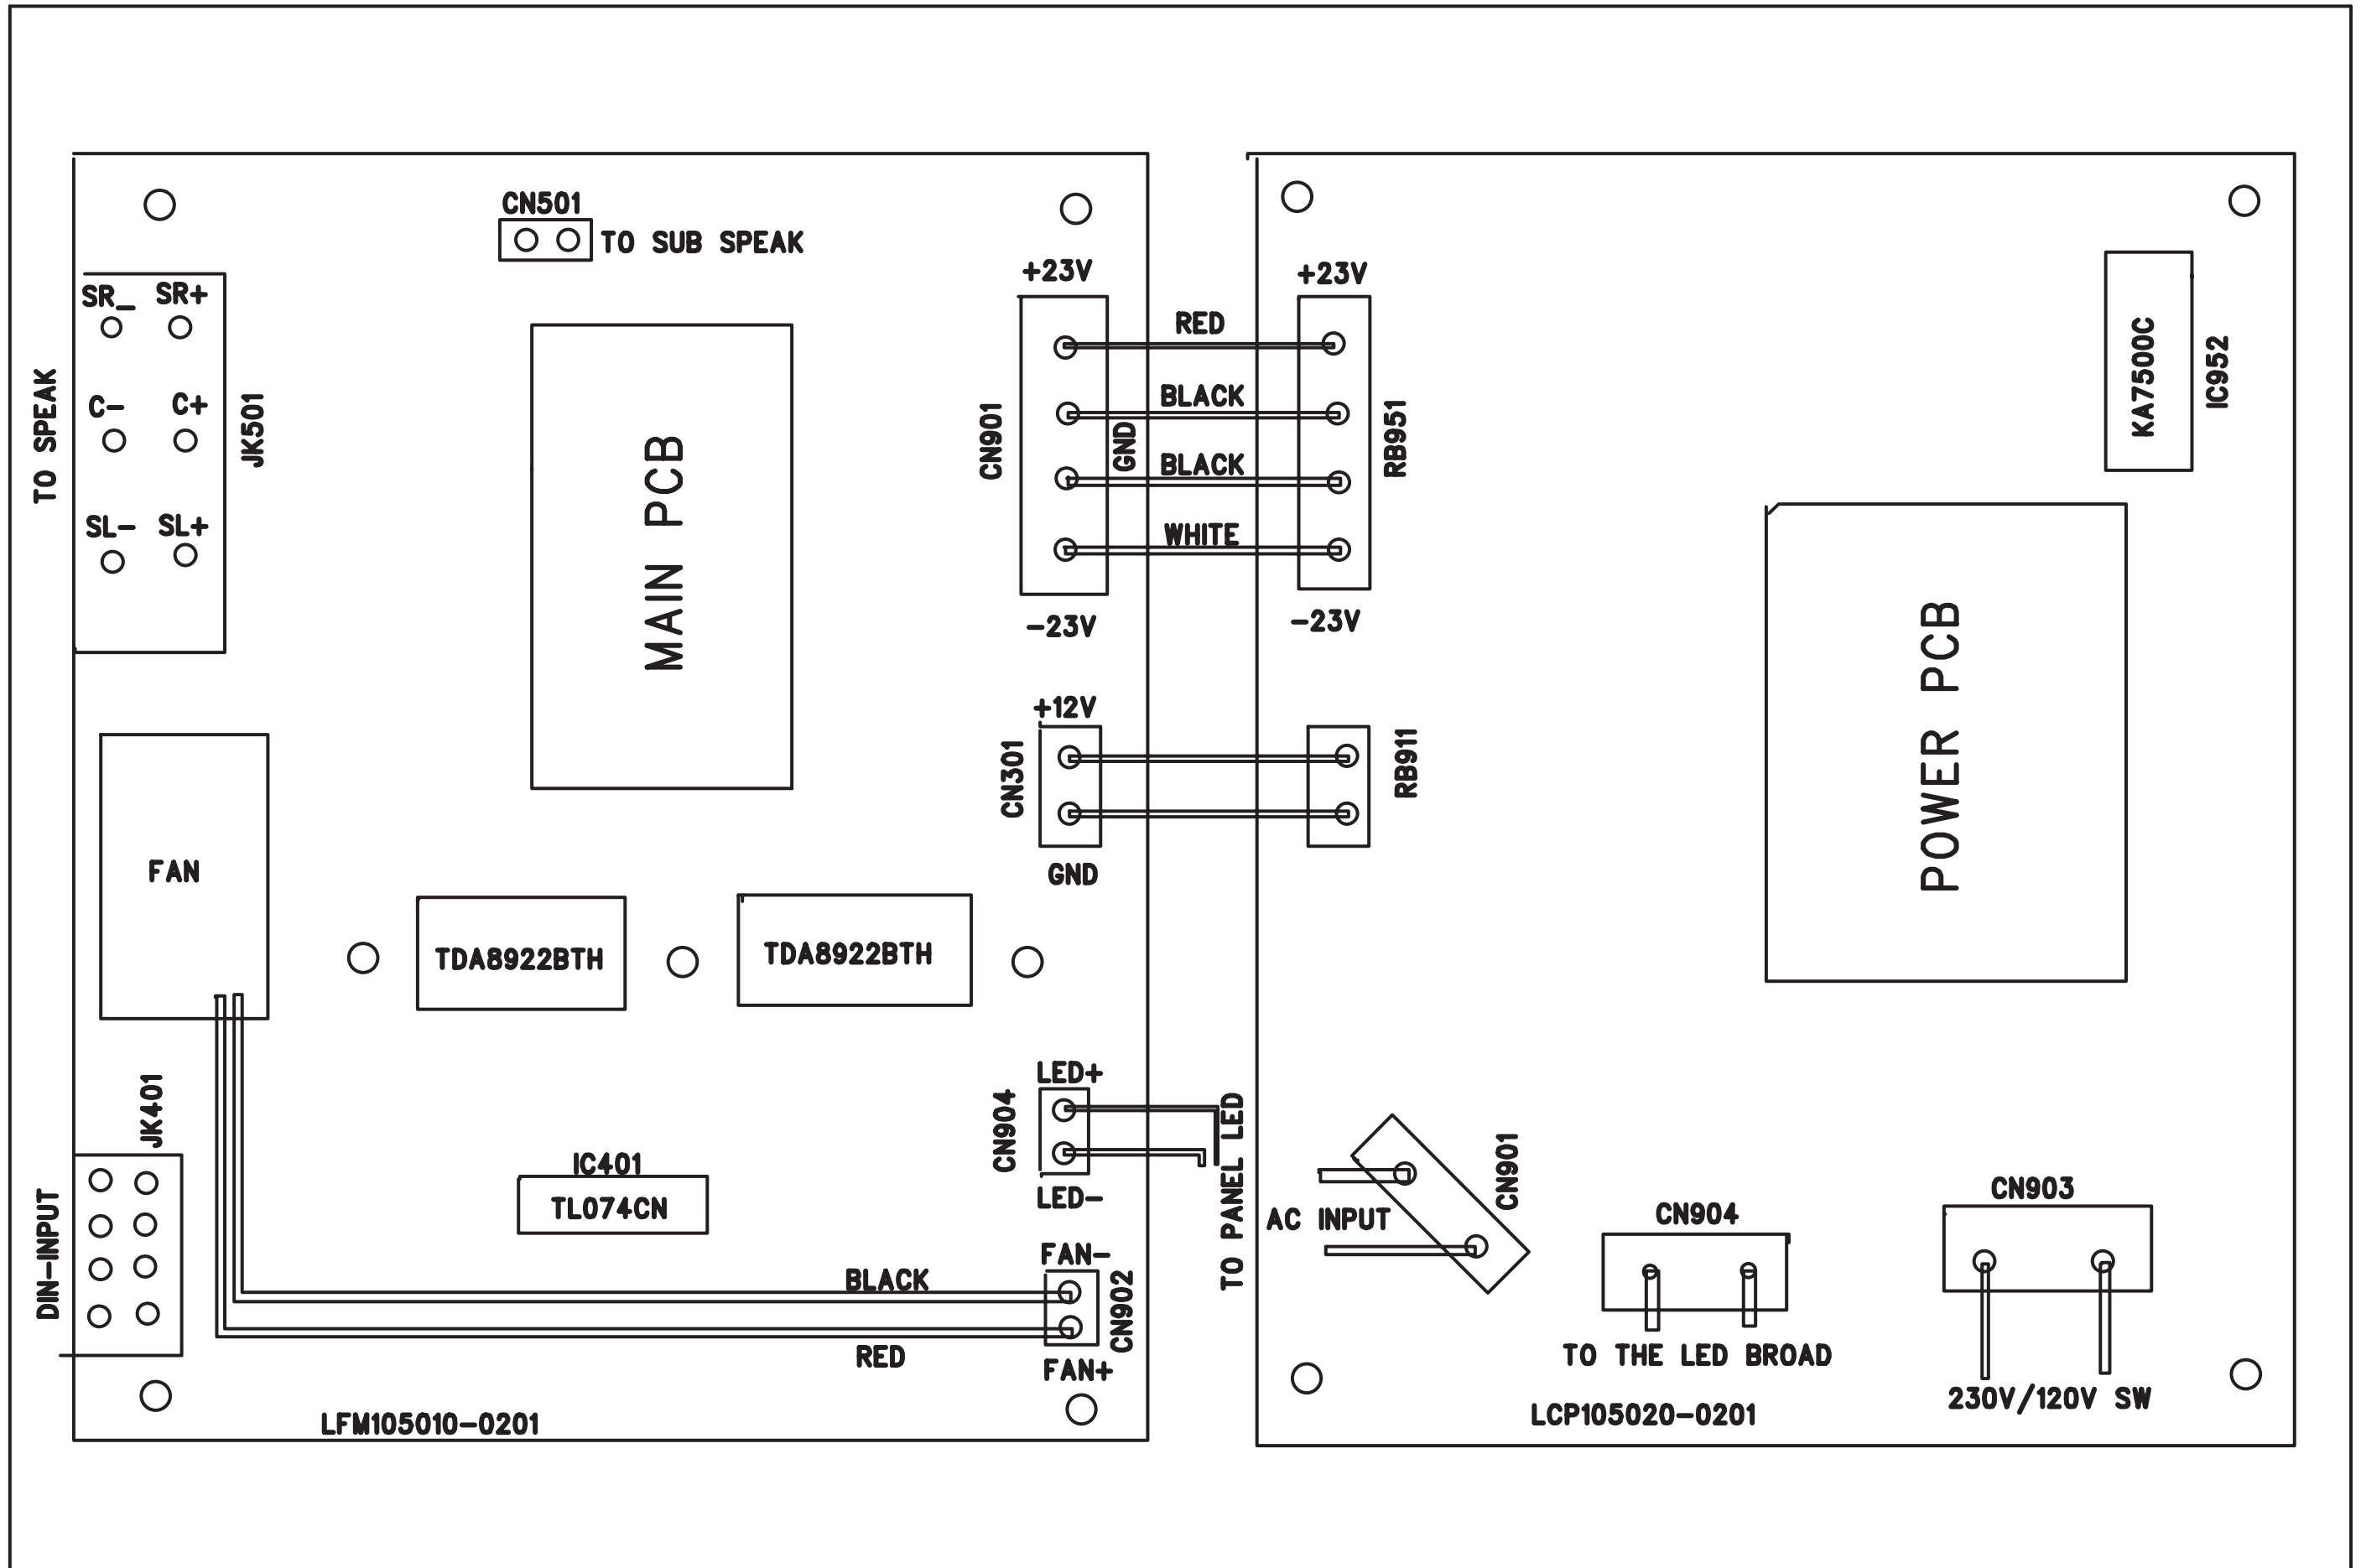 CN501
TO SUB SPEAK
SR_ SR+
C- C+
SL- SL+
TO SPEAK
JK501
MAIN PCB
FAN
TDA8922BTH
TDA8922BTH
JK401
DIN-INPUT
IC401
TL074CN
BLACK
RED
LFM105010-0201
+23V
CN901
GND
-23V
+12V
CN301
GND
LED+
CN904
LED-
FAN-
CN902
FAN+
RED
BLACK
BLACK
WHITE
TO PANEL LED
+23V
RB951
-23V
RB911
KA7500C
IC952
POWER PCB
CN901
AC INPUT
CN904
TO THE LED BROAD
CN903
230V/120V SW
LCP105020-0201